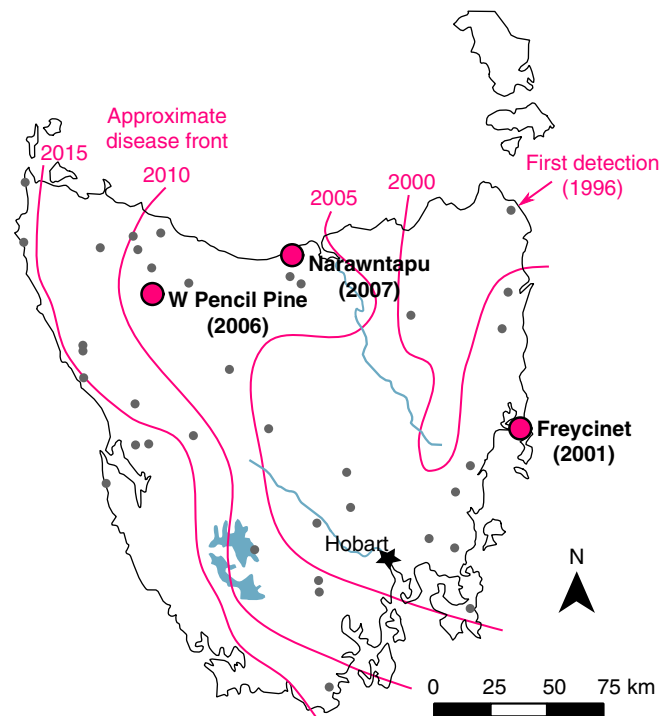 Approximate
disease front
2015
2010
2005
2000
First detection
(1996)
Narawntapu
(2007)
W Pencil Pine
(2006)
Freycinet
(2001)
Hobart
N
0 25 50 75 km